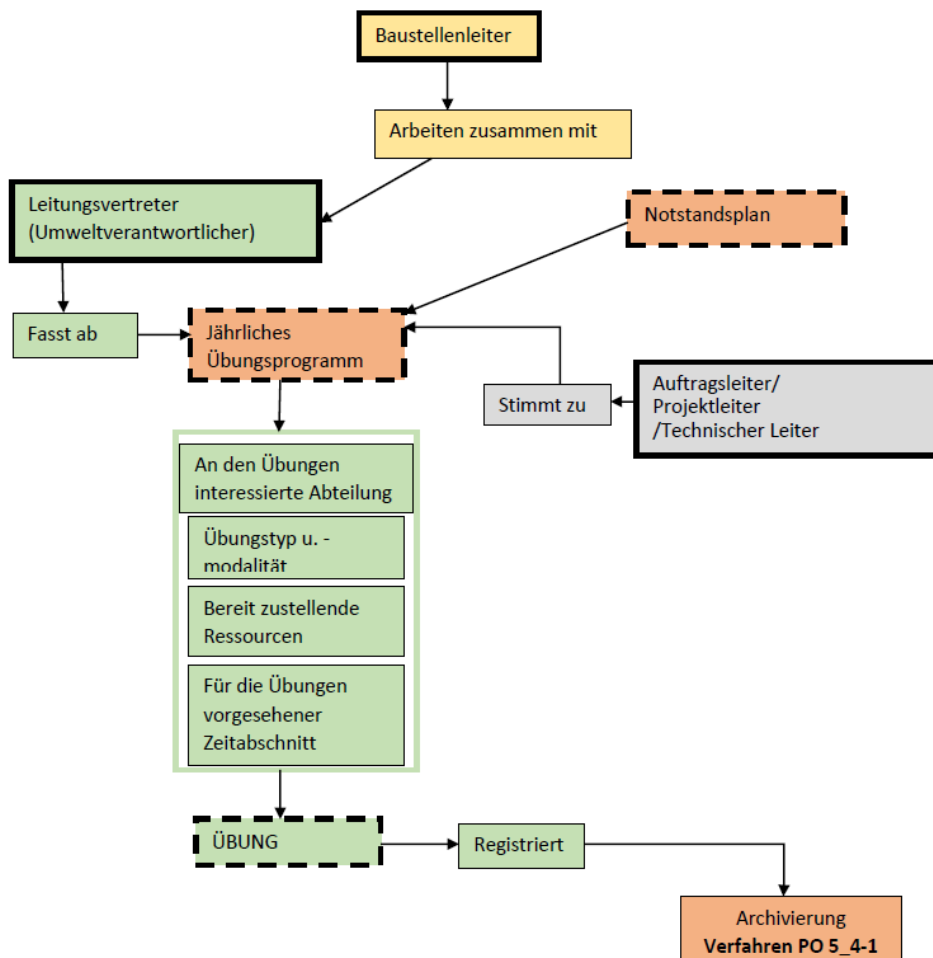 Baustellenleiter
Arbeiten zusammen mit
Leitungsvertreter
(Umweltverantwortlicher)
Notstandsplan
Fasst ab
Jährliches
Übungsprogramm
Stimmt zu
Auftragsleiter/
Projektleiter
/Technischer Leiter
An den Übungen
interessierte Abteilung
Übungstyp u. -
modalität
Bereit zustellende
Ressourcen
Für die Übungen
vorgesehener
Zeitabschnitt
ÜBUNG
Registriert
Archivierung
Verfahren PO 5_4-1